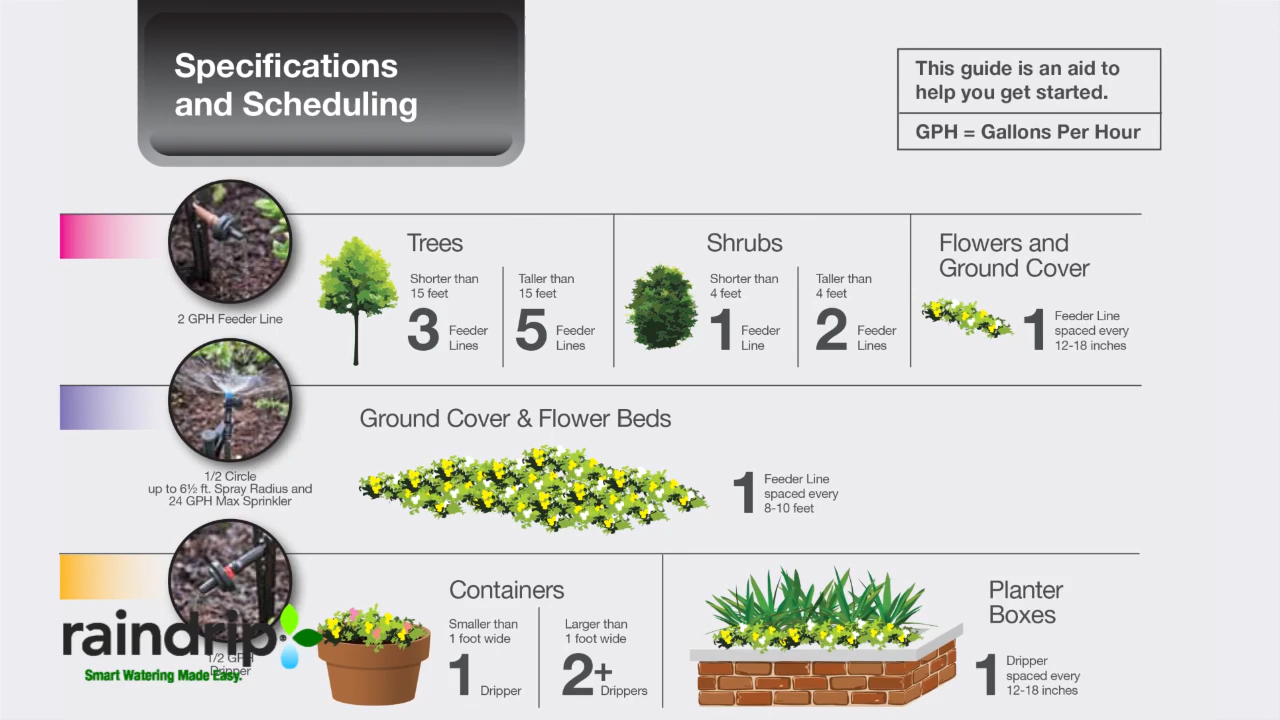 Specifications
and Scheduling
This guide is an aid to
help you get started.
GPH = Gallons Per Hour
2 GPH Feeder Line
Trees
Shorter than
15 feet
3 Feeder
Lines
Taller than
15 feet
5 Feeder
Lines
Shrubs
Shorter than
4 feet
1 Feeder
Line
Taller than
4 feet
2 Feeder
Lines
Flowers and
Ground Cover
1 Feeder Line
spaced every
12-18 inches
1/2 Circle
up to 6½ ft. Spray Radius and
24 GPH Max Sprinkler
Ground Cover & Flower Beds
1 Feeder Line
spaced every
8-10 feet
1/2 GPH
Dripper
Containers
Smaller than
1 foot wide
1 Dripper
Larger than
1 foot wide
2+ Drippers
Planter
Boxes
1 Dripper
spaced every
12-18 inches
raindrip®
Smart Watering Made Easy.